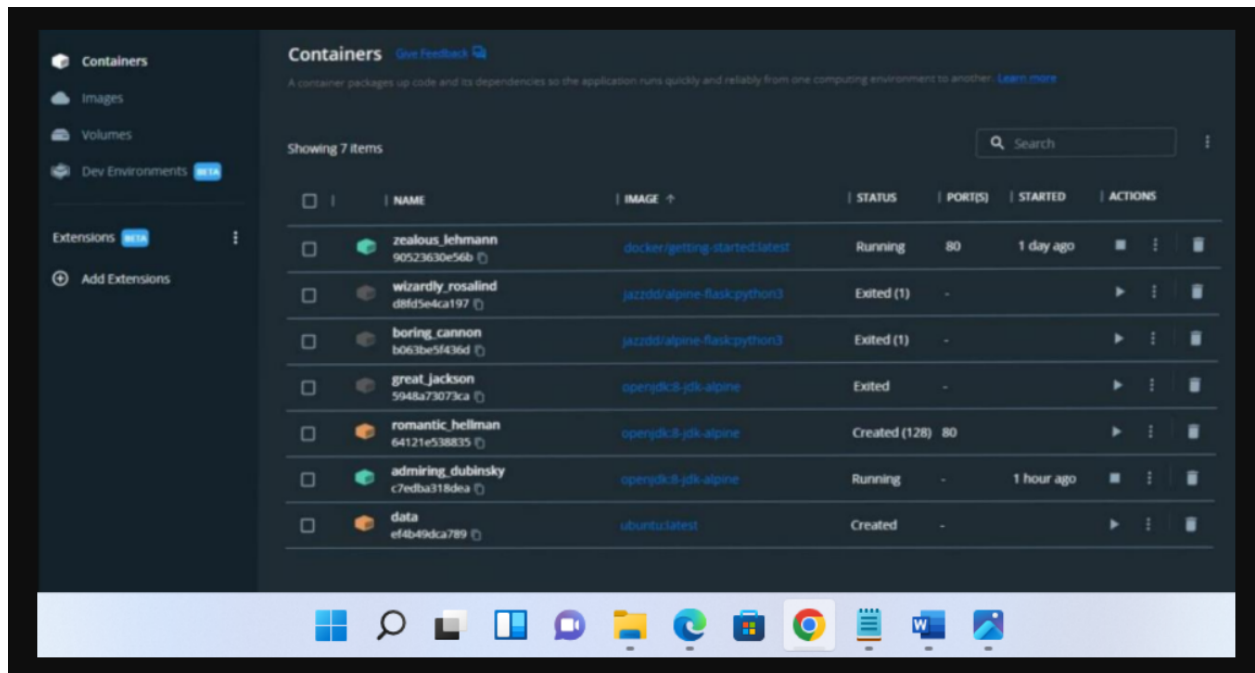 Containers
Images
Volumes
Dev Environments BETA
Extensions BETA
Add Extensions
Containers Give Feedback
A container packages up code and its dependencies so the application runs quickly and reliably from one computing environment to another. Learn more
Showing 7 items
Search
NAME IMAGE ↑ STATUS PORT(S) STARTED ACTIONS
zealous_lehmann docker/getting-started:latest Running 80 1 day ago
90523630e56b
wizardly_rosalind jazzdd/alpine-flask:python3 Exited (1) -
d8fd5e4ca197
boring_cannon jazzdd/alpine-flask:python3 Exited (1) -
b063be5f436d
great_jackson openjdk:8-jdk-alpine Exited -
5948a73073ca
romantic_hellman openjdk:8-jdk-alpine Created (128) 80
64121e538835
admiring_dubinsky openjdk:8-jdk-alpine Running - 1 hour ago
c7edba318dea
data ubuntu:latest Created -
ef4b49dca789
W